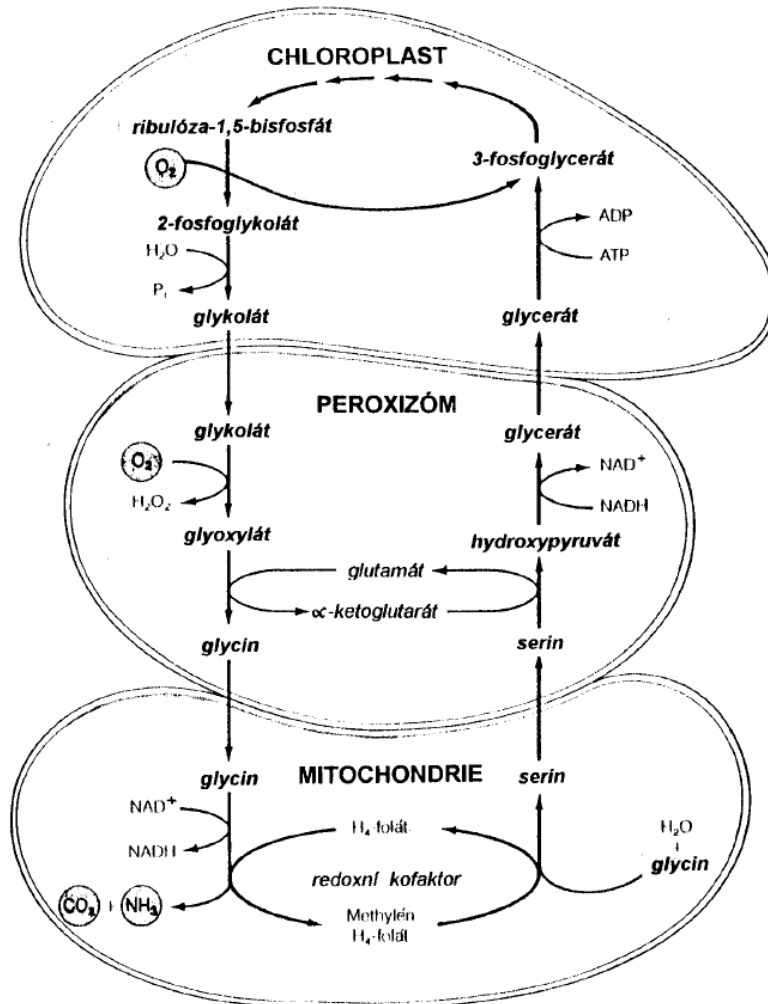 CHLOROPLAST
ribulóza-1,5-bisfosfát
O₂
3-fosfoglycerát
2-fosfoglykolát
H₂O
Pᵢ
ADP
ATP
glykolát
glycerát
PEROXIZÓM
glykolát
glycerát
O₂
H₂O₂
NAD⁺
NADH
glyoxylát
hydroxypyruvát
glutamát
α-ketoglutarát
glycin
serin
glycin
MITOCHONDRIE
serin
NAD⁺
NADH
H₄-folát
H₂O
+
glycin
redoxní kofaktor
CO₂ + NH₃
Methylén
H₄-folát